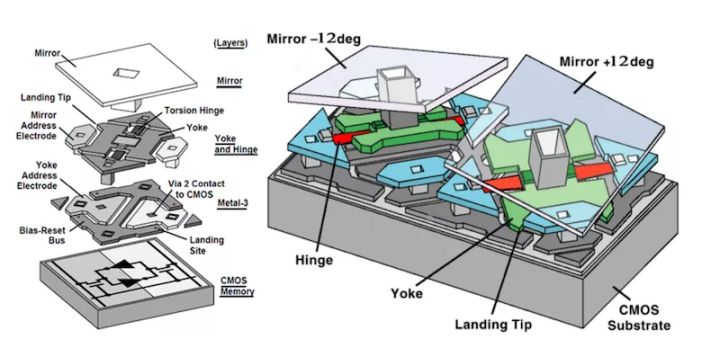 Mirror
(Layers)
Mirror
Landing Tip
Torsion Hinge
Mirror
Address
Electrode
Yoke
Yoke
and Hinge
Yoke
Address
Electrode
Via 2 Contact
to CMOS
Metal-3
Bias-Reset
Bus
Landing
Site
CMOS
Memory
Mirror –12deg
Mirror +12deg
Hinge
Yoke
Landing Tip
CMOS
Substrate